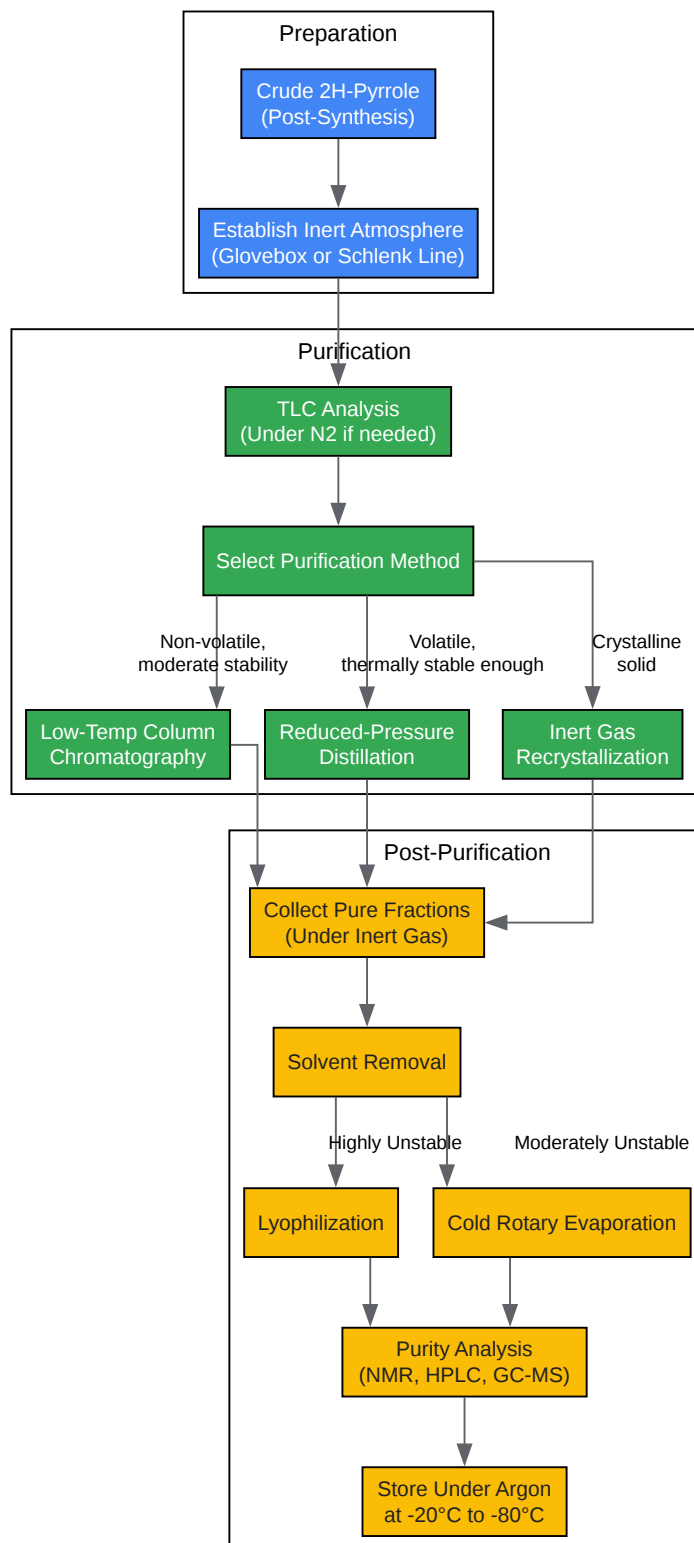 Preparation
Crude 2H-Pyrrole
(Post-Synthesis)
Establish Inert Atmosphere
(Glovebox or Schlenk Line)
Purification
TLC Analysis
(Under N2 if needed)
Select Purification Method
Non-volatile,
moderate stability
Volatile,
thermally stable enough
Crystalline
solid
Low-Temp Column
Chromatography
Reduced-Pressure
Distillation
Inert Gas
Recrystallization
Post-Purification
Collect Pure Fractions
(Under Inert Gas)
Solvent Removal
Highly Unstable
Moderately Unstable
Lyophilization
Cold Rotary Evaporation
Purity Analysis
(NMR, HPLC, GC-MS)
Store Under Argon
at -20°C to -80°C